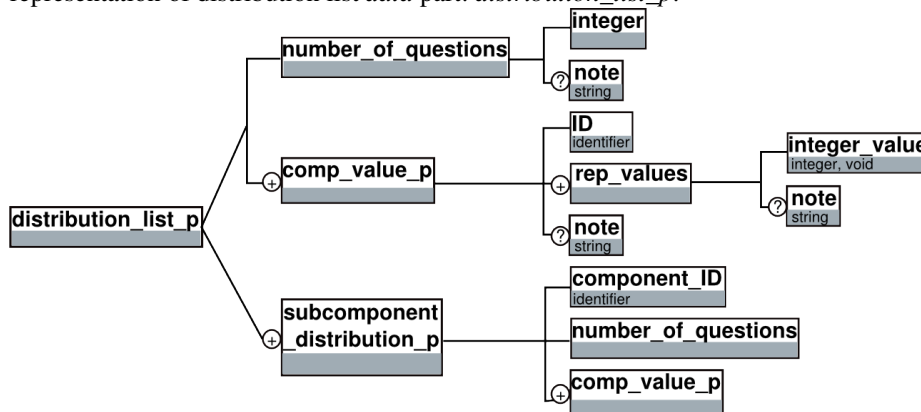 representation of distribution list data part: distribution_list_p.
integer
number_of_questions
note
string
ID
identifier
comp_value_p
rep_values
integer_value
integer, void
note
string
note
string
distribution_list_p
component_ID
identifier
subcomponent
_distribution_p
number_of_questions
comp_value_p